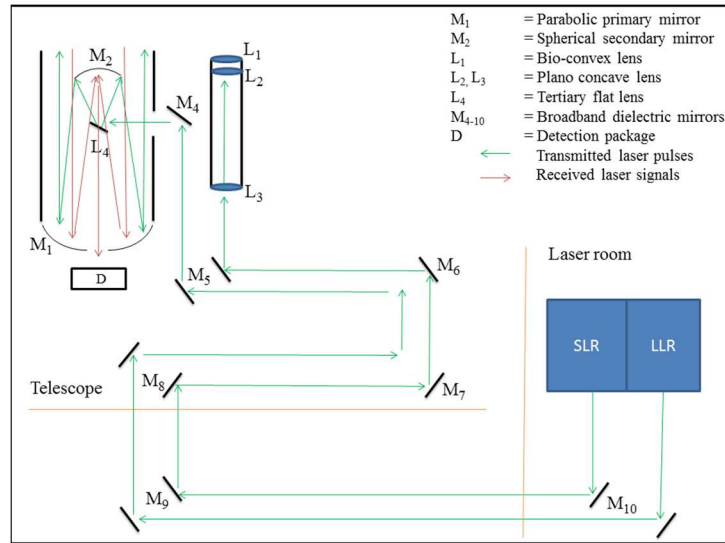 M1 = Parabolic primary mirror
M2 = Spherical secondary mirror
L1 = Bio-convex lens
L2, L3 = Plano concave lens
L4 = Tertiary flat lens
M4-10 = Broadband dielectric mirrors
D = Detection package
Transmitted laser pulses
Received laser signals
M2
L1
L2
M4
L4
L3
M1
D
M5
M6
Laser room
SLR
LLR
Telescope
M8
M7
M9
M10